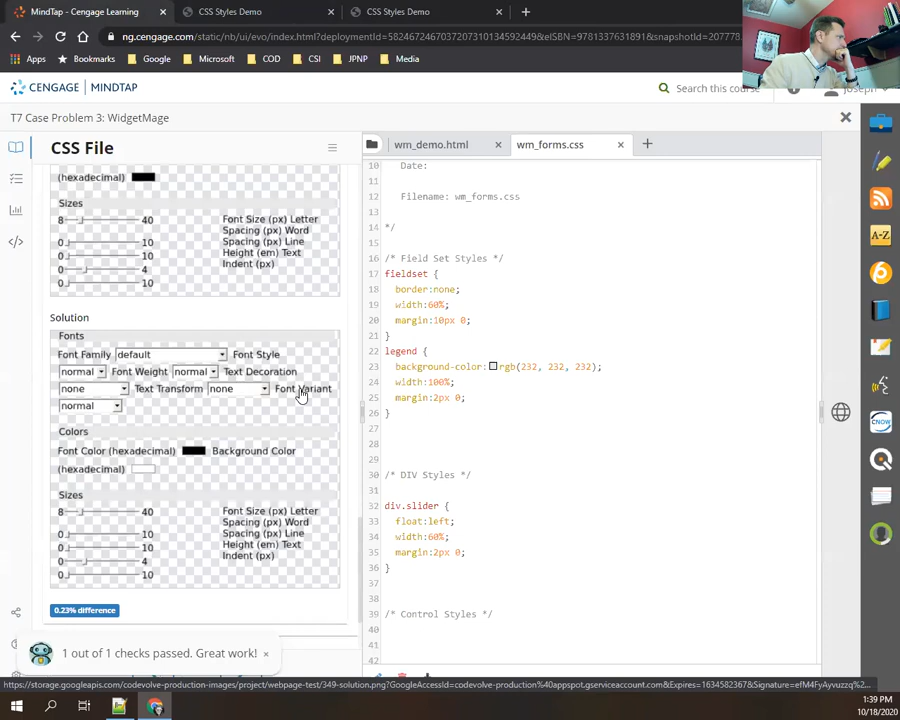 MindTap - Cengage Learning
CSS Styles Demo
CSS Styles Demo
ng.cengage.com/static/nb/ui/evo/index.html?deploymentId=
Apps
Bookmarks
Google
Microsoft
COD
CSI
JPNP
Media
CENGAGE MINDTAP
Search this course
T7 Case Problem 3: WidgetMage
CSS File
wm_demo.html
wm_forms.css
(hexadecimal)
Sizes
8 40 Font Size (px) Letter
Spacing (px) Word
0 10 Spacing (px) Line
0 10 Height (em) Text
0 4 Indent (px)
0 10
Solution
Fonts
Font Family default Font Style
normal Font Weight normal Text Decoration
none Text Transform none Font Variant
normal
Colors
Font Color (hexadecimal) Background Color
(hexadecimal)
Sizes
8 40 Font Size (px) Letter
Spacing (px) Word
0 10 Spacing (px) Line
0 10 Height (em) Text
0 4 Indent (px)
0 10
0.23% difference
1 out of 1 checks passed. Great work!
10 Date:
11
12 Filename: wm_forms.css
13
14 */
15
16 /* Field Set Styles */
17 fieldset {
18 border:none;
19 width:60%;
20 margin:10px 0;
21 }
22 legend {
23 background-color:rgb(232, 232, 232);
24 width:100%;
25 margin:2px 0;
26 }
27
28
29
30 /* DIV Styles */
31
32 div.slider {
33 float:left;
34 width:60%;
35 margin:2px 0;
36 }
37
38
39 /* Control Styles */
40
41
42
A-Z
CNOW
1:39 PM
10/18/2020